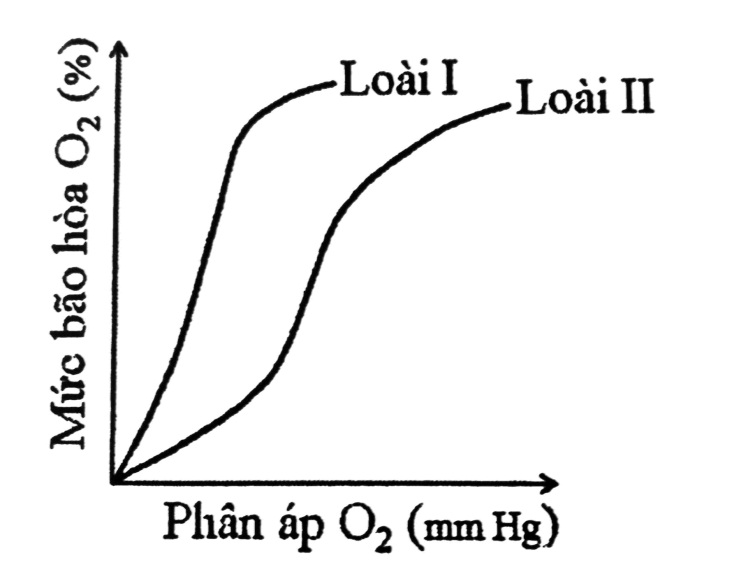 Mức bão hòa O₂ (%)
Loài I
Loài II
Phân áp O₂ (mm Hg)